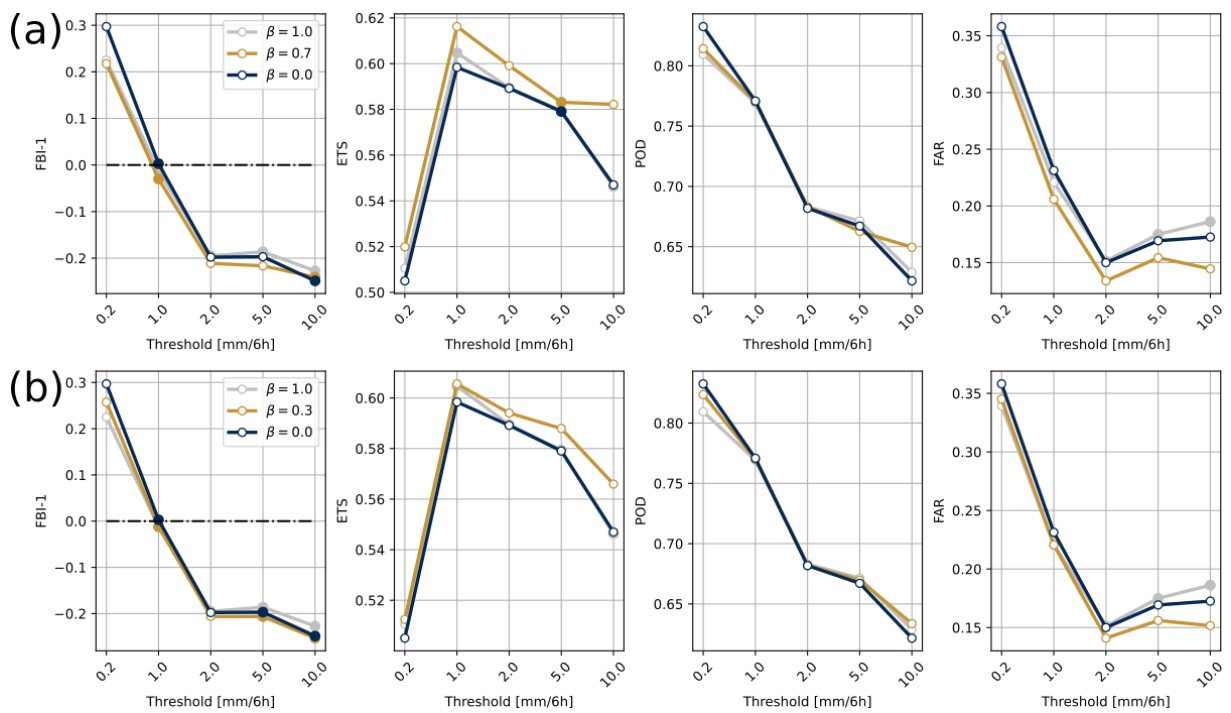 (a)
FBI-1
0.3
0.2
0.1
0.0
−0.1
−0.2
β = 1.0
β = 0.7
β = 0.0
0.2 1.0 2.0 5.0 10.0
Threshold [mm/6h]
ETS
0.62
0.60
0.58
0.56
0.54
0.52
0.50
0.2 1.0 2.0 5.0 10.0
Threshold [mm/6h]
POD
0.80
0.75
0.70
0.65
0.2 1.0 2.0 5.0 10.0
Threshold [mm/6h]
FAR
0.35
0.30
0.25
0.20
0.15
0.2 1.0 2.0 5.0 10.0
Threshold [mm/6h]
(b)
FBI-1
0.3
0.2
0.1
0.0
−0.1
−0.2
β = 1.0
β = 0.3
β = 0.0
0.2 1.0 2.0 5.0 10.0
Threshold [mm/6h]
ETS
0.60
0.58
0.56
0.54
0.52
0.2 1.0 2.0 5.0 10.0
Threshold [mm/6h]
POD
0.80
0.75
0.70
0.65
0.2 1.0 2.0 5.0 10.0
Threshold [mm/6h]
FAR
0.35
0.30
0.25
0.20
0.15
0.2 1.0 2.0 5.0 10.0
Threshold [mm/6h]